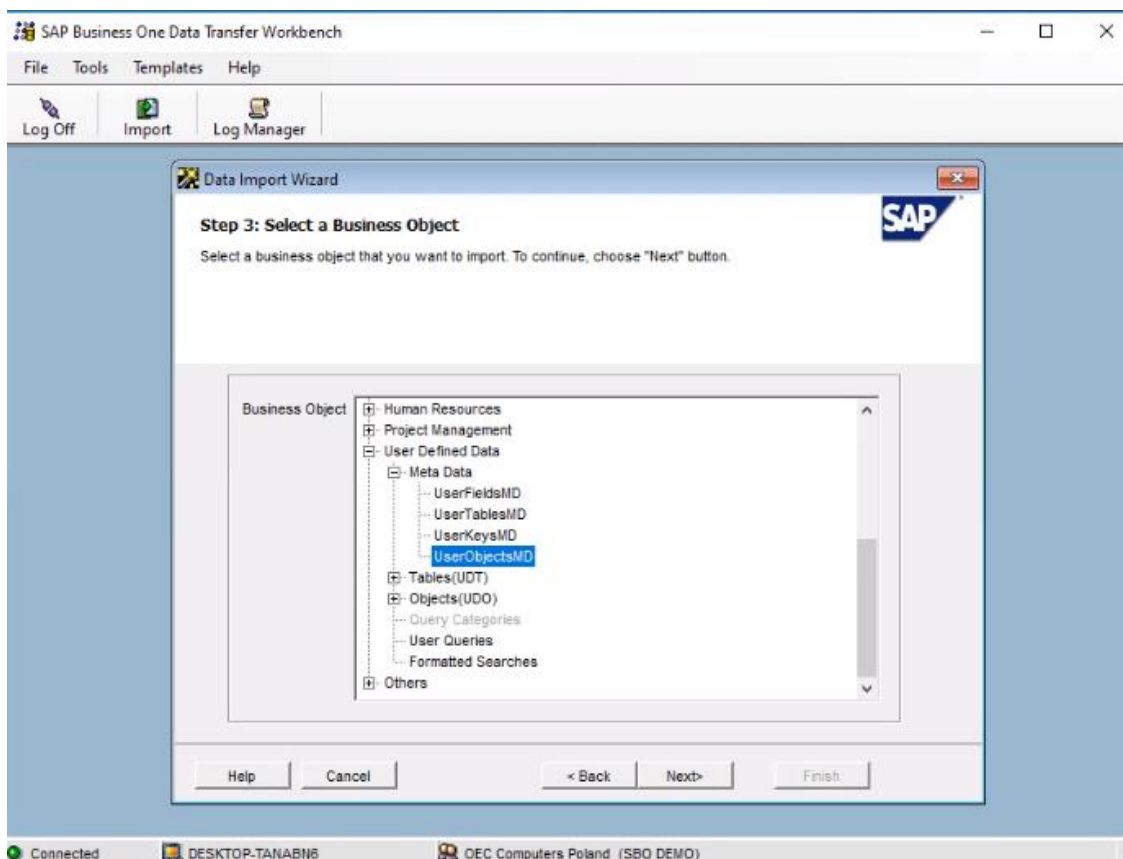 SAP Business One Data Transfer Workbench
File Tools Templates Help
Log Off Import Log Manager
Data Import Wizard
Step 3: Select a Business Object
SAP
Select a business object that you want to import. To continue, choose "Next" button.
Business Object
Human Resources
Project Management
User Defined Data
Meta Data
UserFieldsMD
UserTablesMD
UserKeysMD
UserObjectsMD
Tables(UDT)
Objects(UDO)
Query Categories
User Queries
Formatted Searches
Others
Help Cancel < Back Next> Finish
Connected DESKTOP-TANABN6 OEC Computers Poland (SBO DEMO)